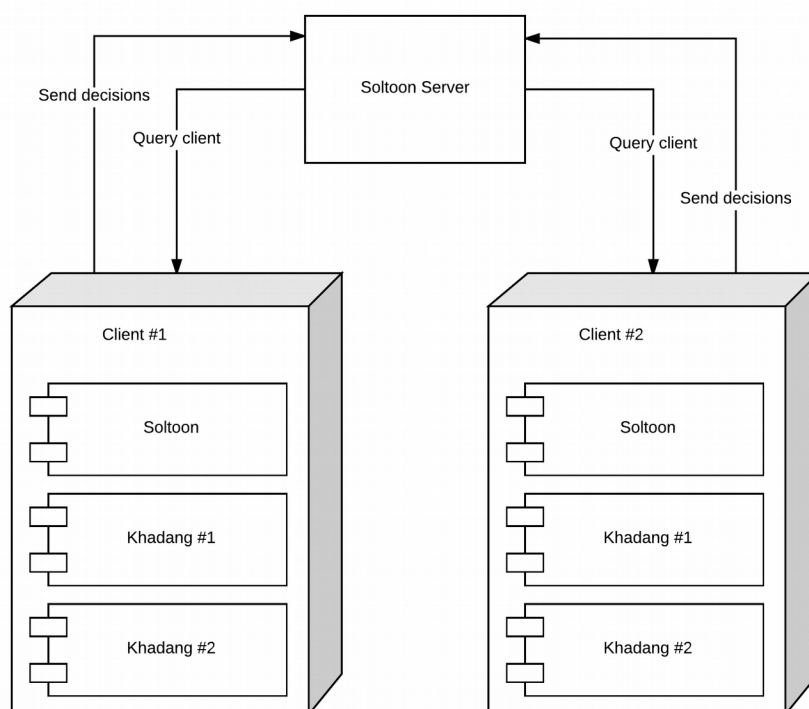 Soltoon Server
Send decisions
Query client
Query client
Send decisions
Client #1
Soltoon
Khadang #1
Khadang #2
Client #2
Soltoon
Khadang #1
Khadang #2